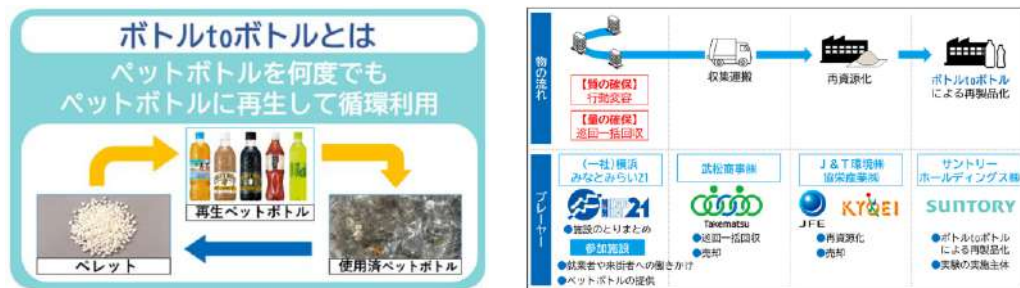 ボトルtoボトルとは
ペットボトルを何度でも
ペットボトルに再生して循環利用
再生ペットボトル
ペレット
使用済ペットボトル
物の流れ
【質の確保】
行動変容
【量の確保】
巡回一括回収
収集運搬
再資源化
ボトルtoボトル
による再製品化
プレーヤー
(一社)横浜
みなとみらい21
21
●施設のとりまとめ
参加施設
●就業者や来街者への働きかけ
●ペットボトルの提供
武松商事㈱
Takematsu
●巡回一括回収
●売却
J&T環境㈱
協栄産業㈱
JFE
KYOEI
●再資源化
●売却
サントリー
ホールディングス㈱
SUNTORY
●ボトルtoボトル
による再製品化
●実験の実施主体